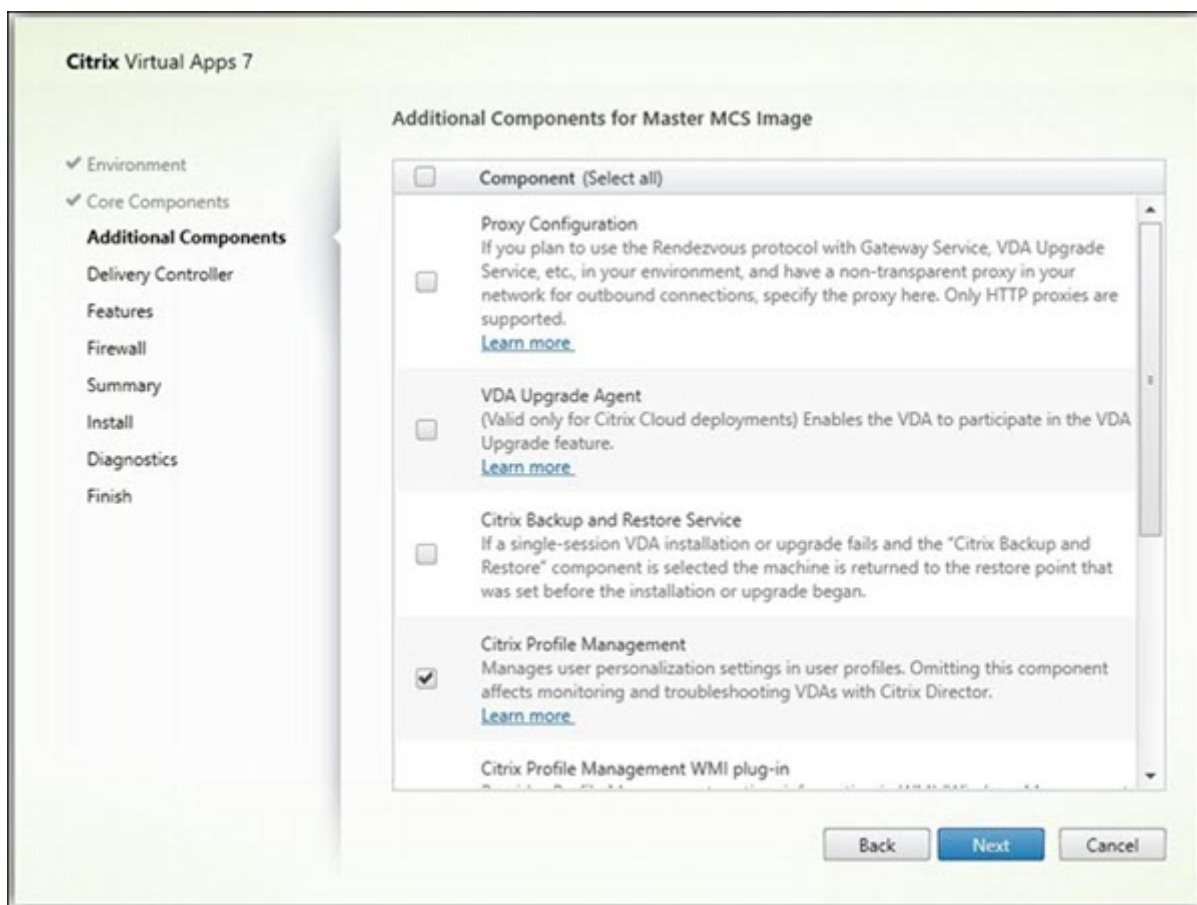 Citrix Virtual Apps 7
Additional Components for Master MCS Image
Environment
Core Components
Additional Components
Delivery Controller
Features
Firewall
Summary
Install
Diagnostics
Finish
Component (Select all)
Proxy Configuration
If you plan to use the Rendezvous protocol with Gateway Service, VDA Upgrade
Service, etc., in your environment, and have a non-transparent proxy in your
network for outbound connections, specify the proxy here. Only HTTP proxies are
supported.
Learn more
VDA Upgrade Agent
(Valid only for Citrix Cloud deployments) Enables the VDA to participate in the VDA
Upgrade feature.
Learn more
Citrix Backup and Restore Service
If a single-session VDA installation or upgrade fails and the "Citrix Backup and
Restore" component is selected the machine is returned to the restore point that
was set before the installation or upgrade began.
Citrix Profile Management
Manages user personalization settings in user profiles. Omitting this component
affects monitoring and troubleshooting VDAs with Citrix Director.
Learn more
Citrix Profile Management WMI plug-in
Back
Next
Cancel